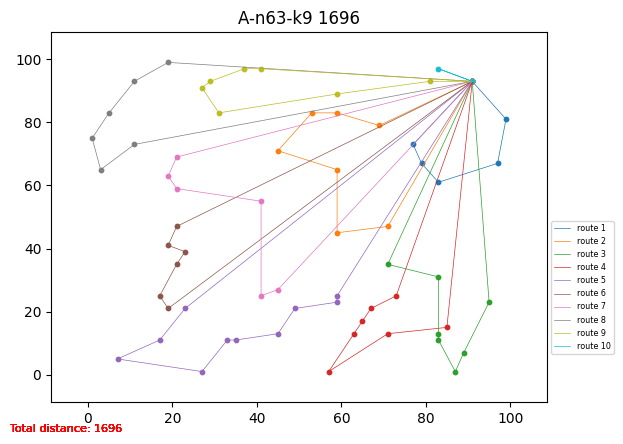 A-n63-k9 1696
100
80
60
40
20
0
0 20 40 60 80 100
route 1
route 2
route 3
route 4
route 5
route 6
route 7
route 8
route 9
route 10
Total distance: 1696